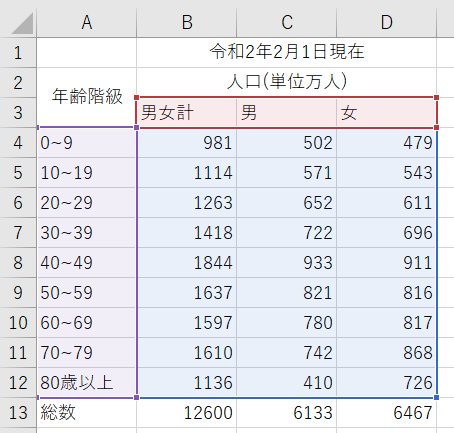 A B C D
1 令和2年2月1日現在
2 年齢階級 人口(単位万人)
3 男女計 男 女
4 0~9 981 502 479
5 10~19 1114 571 543
6 20~29 1263 652 611
7 30~39 1418 722 696
8 40~49 1844 933 911
9 50~59 1637 821 816
10 60~69 1597 780 817
11 70~79 1610 742 868
12 80歳以上 1136 410 726
13 総数 12600 6133 6467